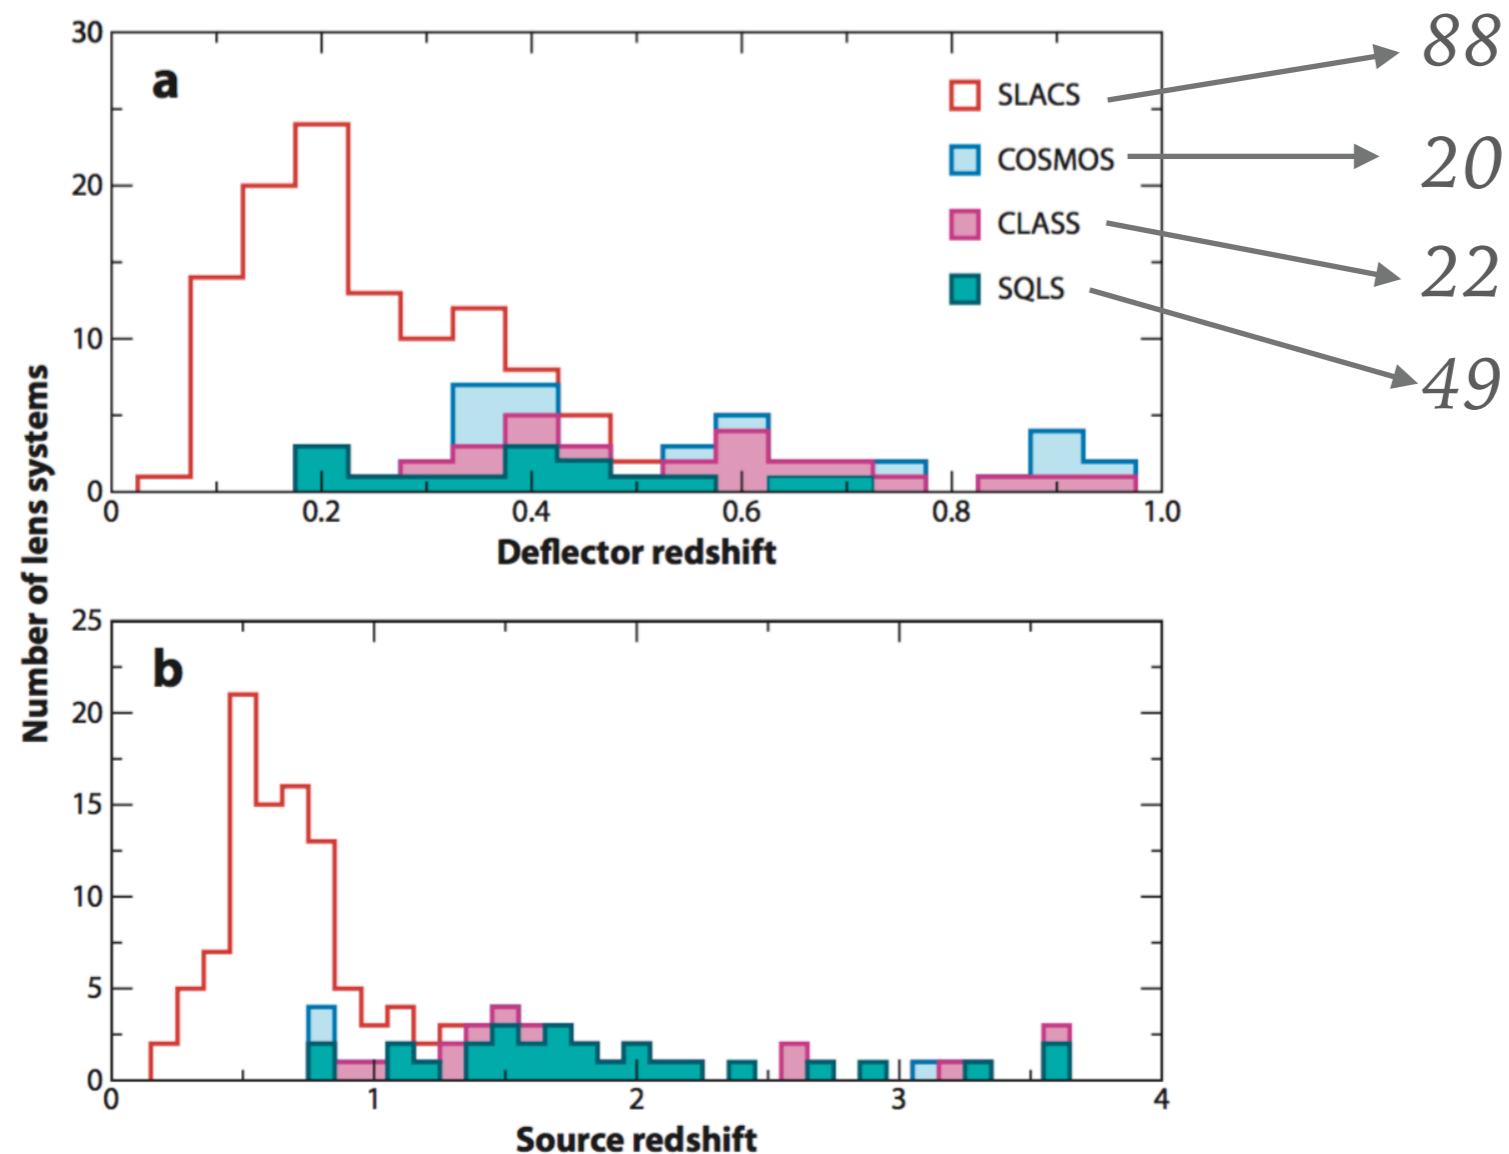 Number of lens systems
a
30
20
10
0
SLACS
88
COSMOS
20
CLASS
22
SQLS
49
0 0.2 0.4 0.6 0.8 1.0
Deflector redshift
b
25
20
15
10
5
0
0 1 2 3 4
Source redshift